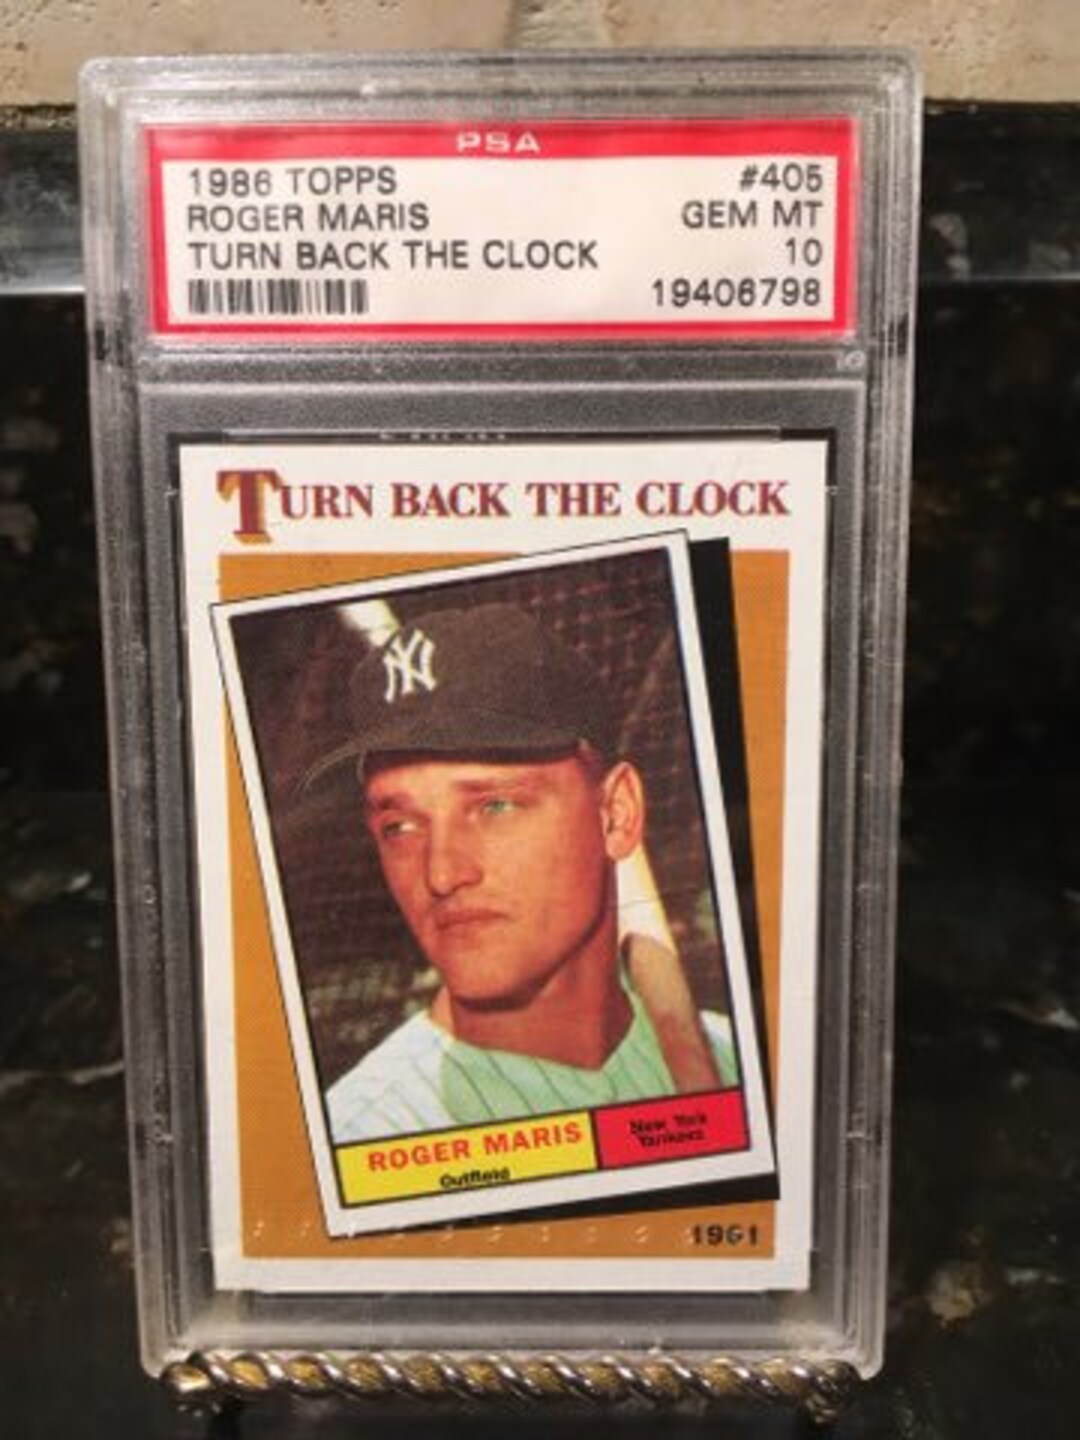 PSA
1986 TOPPS #405
ROGER MARIS GEM MT
TURN BACK THE CLOCK 10
19406798
TURN BACK THE CLOCK
NY
ROGER MARIS
Outfield
New York
Yankees
1961